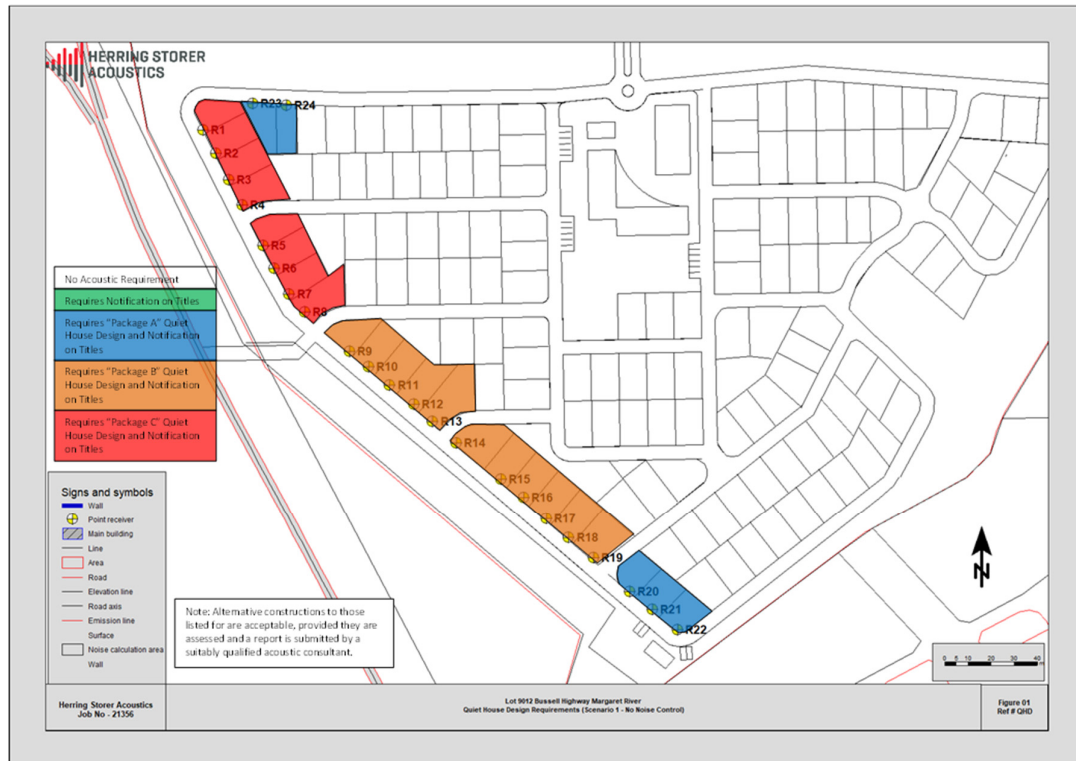 HERRING STORER
ACOUSTICS
R23
R24
R1
R2
R3
R4
R5
R6
R7
R8
R9
R10
R11
R12
R13
R14
R15
R16
R17
R18
R19
R20
R21
R22
No Acoustic Requirement
Requires Notification on Titles
Requires "Package A" Quiet
House Design and Notification
on Titles
Requires "Package B" Quiet
House Design and Notification
on Titles
Requires "Package C" Quiet
House Design and Notification
on Titles
Signs and symbols
Wall
Point receiver
Main building
Line
Area
Road
Elevation line
Road axis
Emission line
Surface
Noise calculation area
Wall
Note: Alternative constructions to those
listed for are acceptable, provided they are
assessed and a report is submitted by a
suitably qualified acoustic consultant.
N
0 5 10 20 30 40
m
Herring Storer Acoustics
Job No - 21356
Lot 9012 Bussell Highway Margaret River
Quiet House Design Requirements (Scenario 1 - No Noise Control)
Figure 01
Ref # QHD